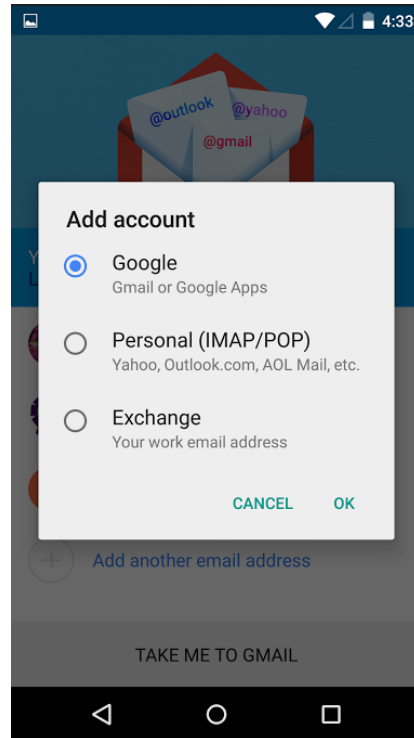 4:33
@outlook
@yahoo
@gmail
Add account
Y
L
Google
Gmail or Google Apps
Personal (IMAP/POP)
Yahoo, Outlook.com, AOL Mail, etc.
Exchange
Your work email address
CANCEL OK
Add another email address
TAKE ME TO GMAIL